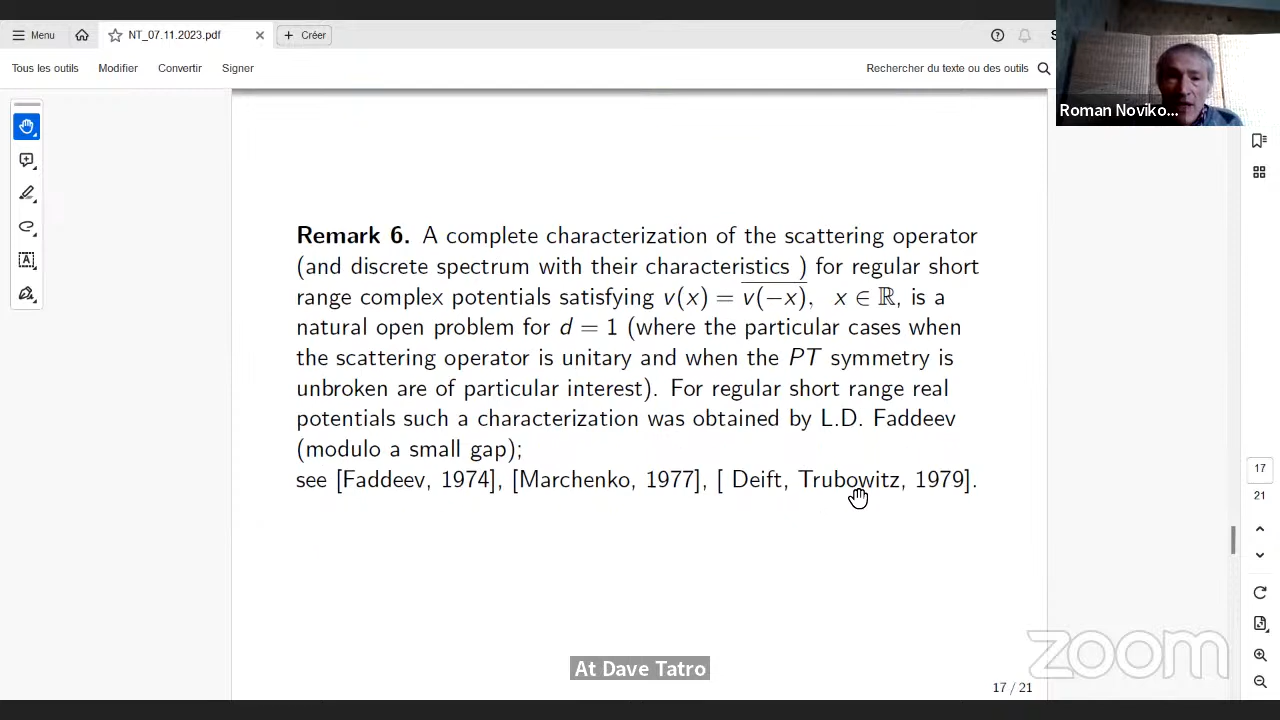 Menu
NT_07.11.2023.pdf
Créer
Tous les outils
Modifier
Convertir
Signer
Rechercher du texte ou des outils
Roman Noviko...
Remark 6. A complete characterization of the scattering operator
(and discrete spectrum with their characteristics ) for regular short
range complex potentials satisfying v(x) = \overline{v(−x)}, x ∈ ℝ, is a
natural open problem for d = 1 (where the particular cases when
the scattering operator is unitary and when the PT symmetry is
unbroken are of particular interest). For regular short range real
potentials such a characterization was obtained by L.D. Faddeev
(modulo a small gap);
see [Faddeev, 1974], [Marchenko, 1977], [ Deift, Trubowitz, 1979].
17
21
At Dave Tatro
zoom
17 / 21